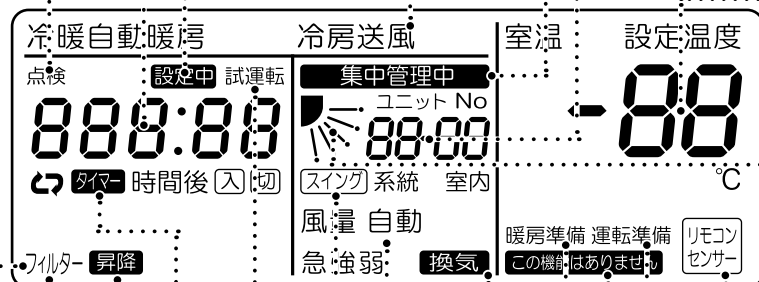 冷暖自動暖房 冷房送風 室温 設定温度
点検 設定中 試運転 集中管理中
ユニット No
888:88 88-00 -88
℃
タイマー 時間後 入 切 スイング 系統 室内
風量 自動
暖房準備 運転準備 リモコン
センサー
フィルター 昇降 急強弱 換気 この機能はありません